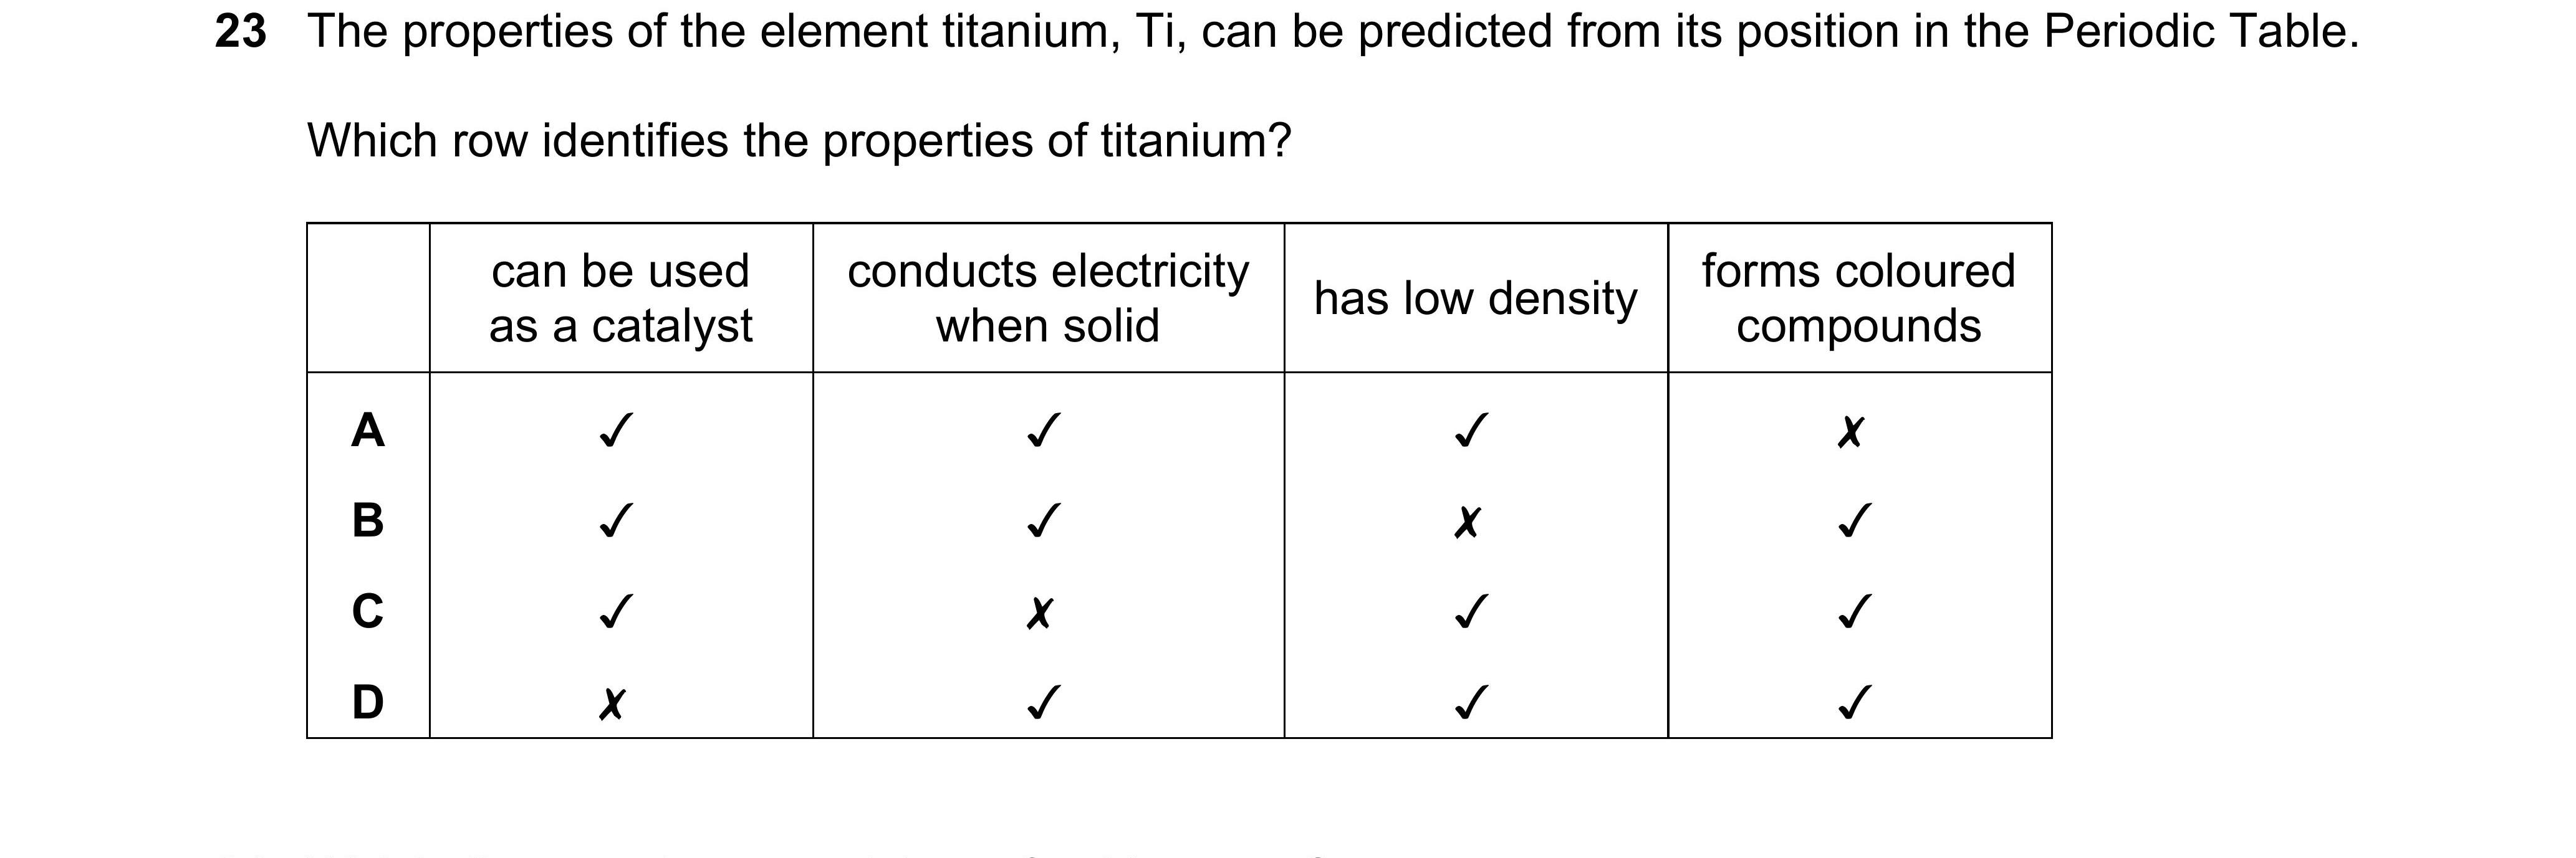 23 The properties of the element titanium, Ti, can be predicted from its position in the Periodic Table.
Which row identifies the properties of titanium?
can be used as a catalyst | conducts electricity when solid | has low density | forms coloured compounds
A ✓ ✓ ✓ ✗
B ✓ ✓ ✗ ✓
C ✓ ✗ ✓ ✓
D ✗ ✓ ✓ ✓